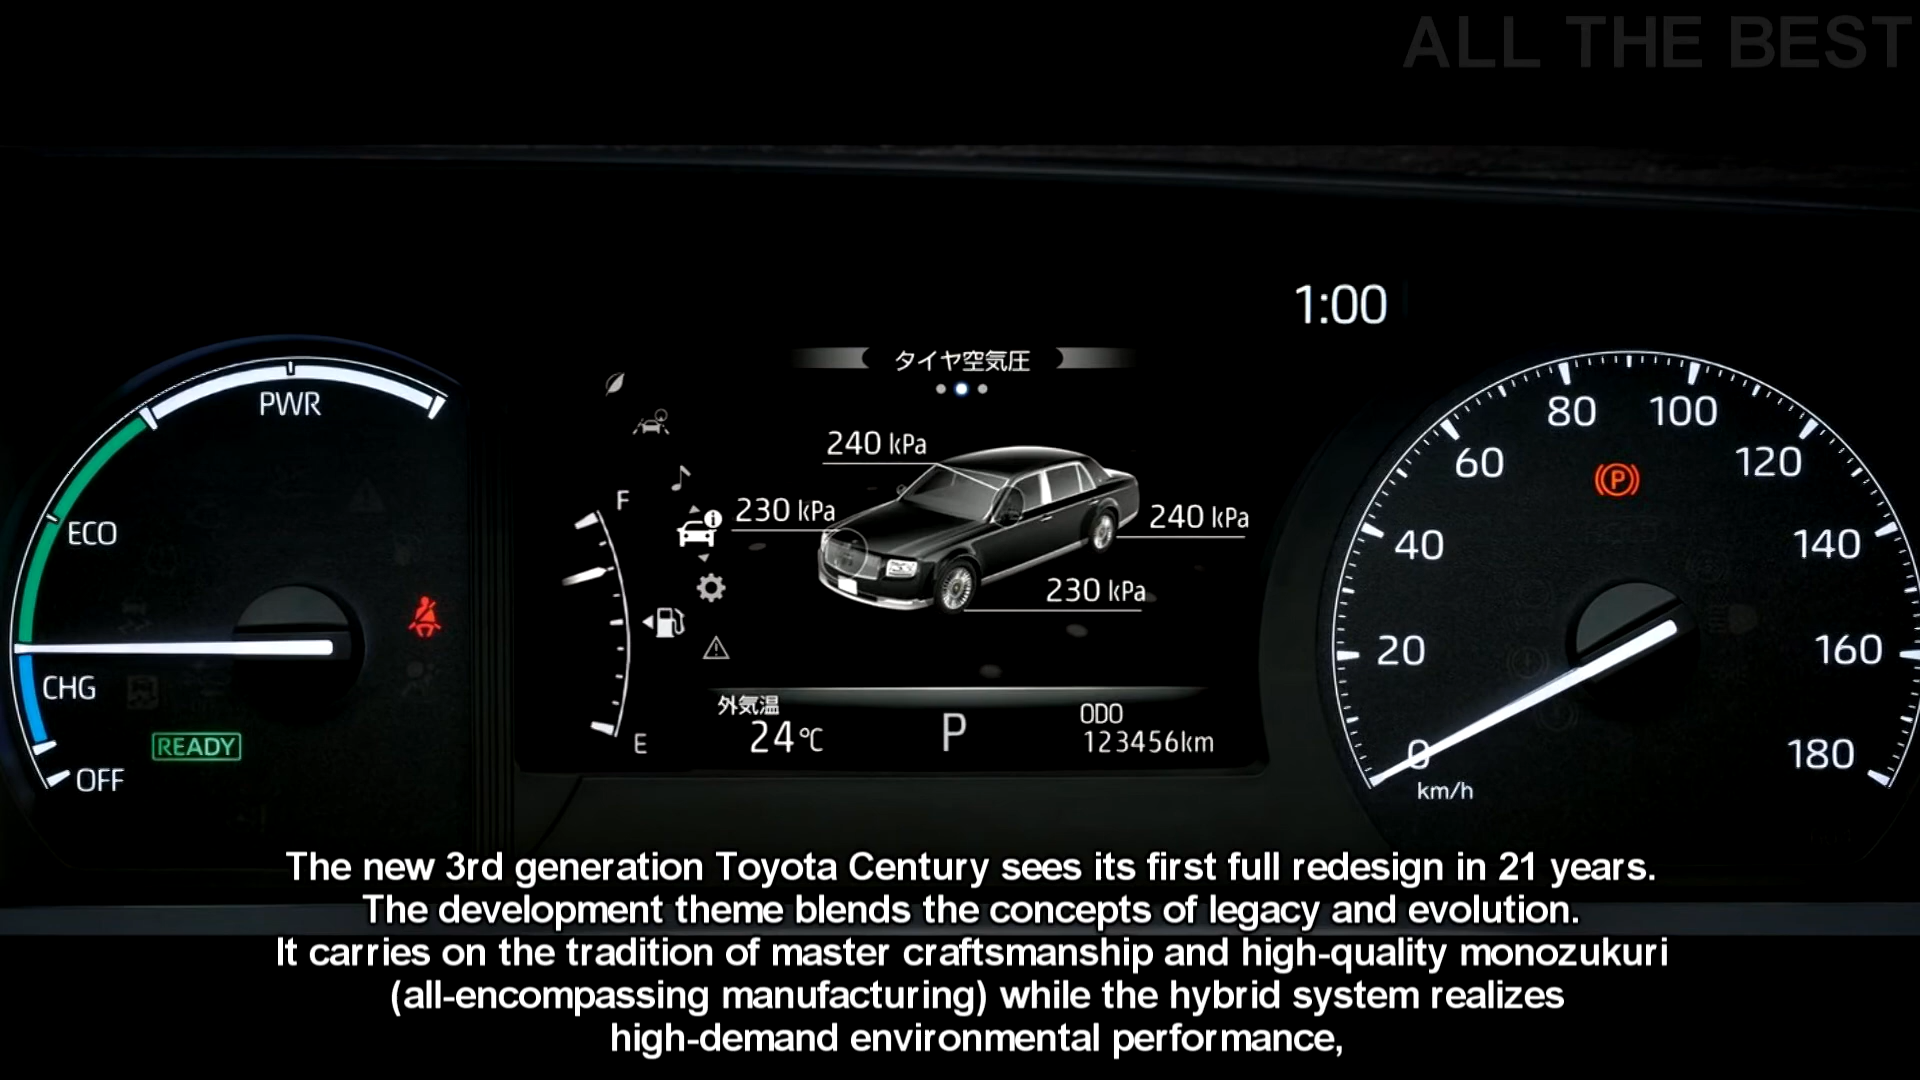 ALL THE BEST
1:00
タイヤ空気圧
PWR
ECO
CHG
OFF
READY
F
E
240 kPa
230 kPa
240 kPa
230 kPa
外気温
24℃
P
ODO
123456km
0
20
40
60
80
100
120
140
160
180
km/h
(P)
The new 3rd generation Toyota Century sees its first full redesign in 21 years.
The development theme blends the concepts of legacy and evolution.
It carries on the tradition of master craftsmanship and high-quality monozukuri
(all-encompassing manufacturing) while the hybrid system realizes
high-demand environmental performance,